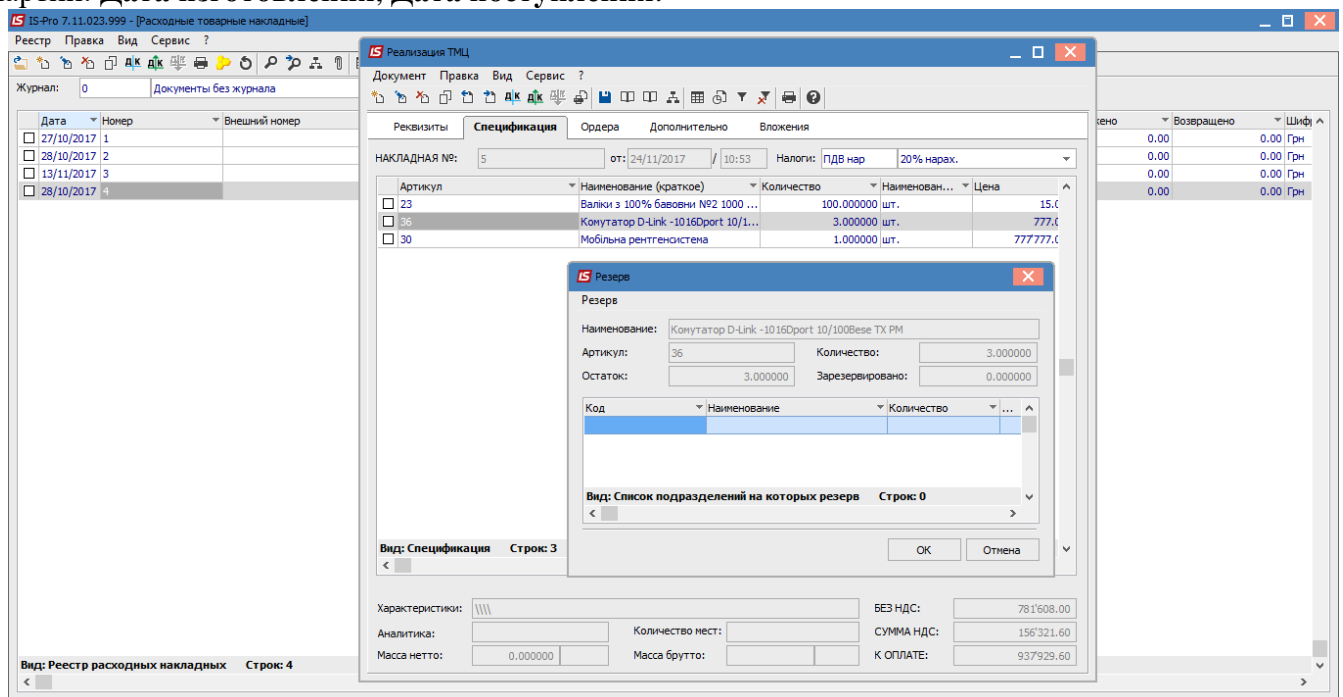 Дата изготовления, Дата поступления.
IS-Pro 7.11.023.999 - [Расходные товарные накладные]
Реестр Правка Вид Сервис ?
Журнал: 0 Документы без журнала
Дата Номер Внешний номер
27/10/2017 1
28/10/2017 2
13/11/2017 3
28/10/2017 4
Вид: Реестр расходных накладных Строк: 4
Возвращено
0.00 0.00 Грн
0.00 0.00 Грн
0.00 0.00 Грн
0.00 0.00 Грн
Реализация ТМЦ
Документ Правка Вид Сервис ?
Реквизиты Спецификация Ордера Дополнительно Вложения
НАКЛАДНАЯ №: 5 от: 24/11/2017 / 10:53 Налоги: ПДВ нар 20% нарах.
Артикул Наименование (краткое) Количество Наименован... Цена
23 Валіки з 100% бавовни №2 1000 ... 100.000000 шт. 15.0
36 Комутатор D-Link -1016Dport 10/1... 3.000000 шт. 777.0
30 Мобільна рентгенсистема 1.000000 шт. 777'777.0
Вид: Спецификация Строк: 3
Резерв
Резерв
Наименование: Комутатор D-Link -1016Dport 10/100Bese TX PM
Артикул: 36 Количество: 3.000000
Остаток: 3.000000 Зарезервировано: 0.000000
Код Наименование Количество ...
Вид: Список подразделений на которых резерв Строк: 0
ОК Отмена
Характеристики: \\\\ БЕЗ НДС: 781'608.00
Аналитика: Количество мест: СУММА НДС: 156'321.60
Масса нетто: 0.000000 Масса брутто: К ОПЛАТЕ: 937'929.60